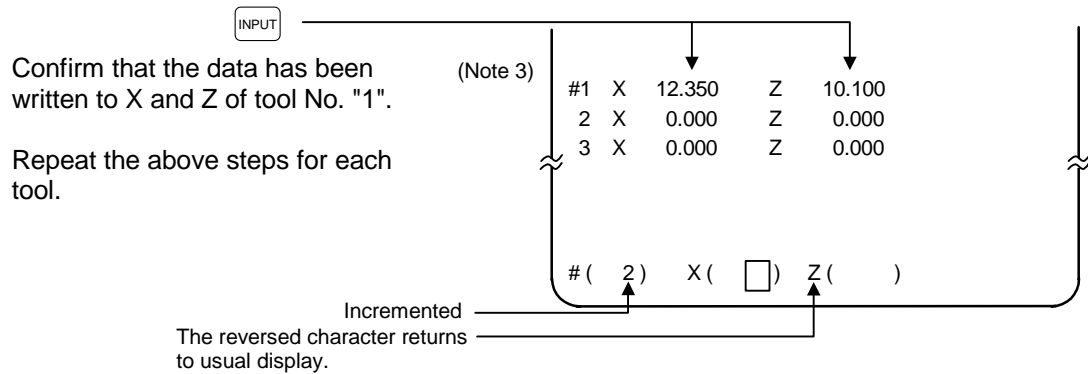 INPUT
Confirm that the data has been
written to X and Z of tool No. "1".
Repeat the above steps for each
tool.
(Note 3)
#1 X 12.350 Z 10.100
2 X 0.000 Z 0.000
3 X 0.000 Z 0.000
# ( 2 ) X ( ) Z ( )
Incremented
The reversed character returns
to usual display.